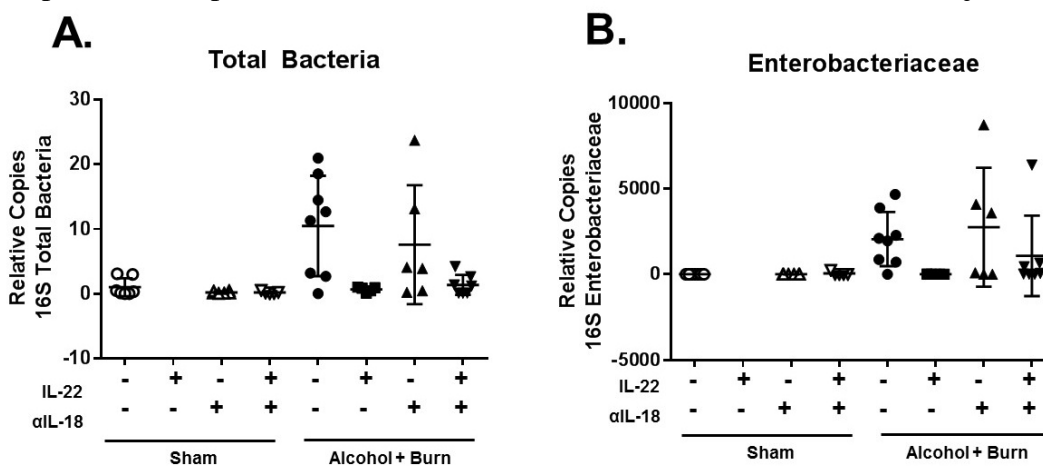 A.
Total Bacteria
Relative Copies
16S Total Bacteria
30
20
10
0
-10
IL-22 - + - + - + - +
αIL-18 - - + + - - + +
Sham Alcohol + Burn
B.
Enterobacteriaceae
Relative Copies
16S Enterobacteriaceae
10000
5000
0
-5000
IL-22 - + - + - + - +
αIL-18 - - + + - - + +
Sham Alcohol + Burn